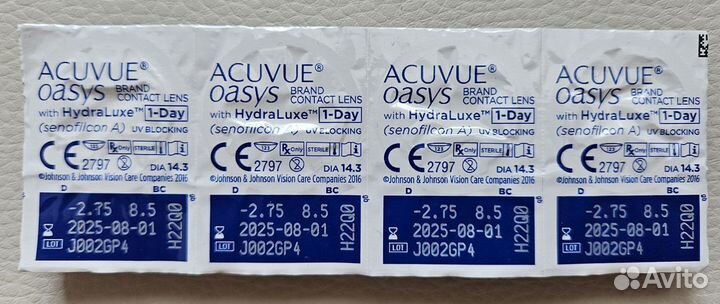 ACUVUE®
oasys BRAND CONTACT LENS
with HydraLuxe™ 1-Day
(senofilcon A) UV BLOCKING
CE 2797 Rx Only STERILE DIA 14.3
©Johnson & Johnson Vision Care Companies 2016
D BC
-2.75 8.5
2025-08-01
LOT J002GP4
H22Q0
ACUVUE®
oasys BRAND CONTACT LENS
with HydraLuxe™ 1-Day
(senofilcon A) UV BLOCKING
CE 2797 Rx Only STERILE DIA 14.3
©Johnson & Johnson Vision Care Companies 2016
D BC
-2.75 8.5
2025-08-01
LOT J002GP4
H22Q0
ACUVUE®
oasys BRAND CONTACT LENS
with HydraLuxe™ 1-Day
(senofilcon A) UV BLOCKING
CE 2797 Rx Only STERILE DIA 14.3
©Johnson & Johnson Vision Care Companies 2016
D BC
-2.75 8.5
2025-08-01
LOT J002GP4
H22Q0
ACUVUE®
oasys BRAND CONTACT LENS
with HydraLuxe™ 1-Day
(senofilcon A) UV BLOCKING
CE 2797 Rx Only STERILE DIA 14.3
©Johnson & Johnson Vision Care Companies 2016
D BC
-2.75 8.5
2025-08-01
LOT J002GP4
H22Q0
Avito